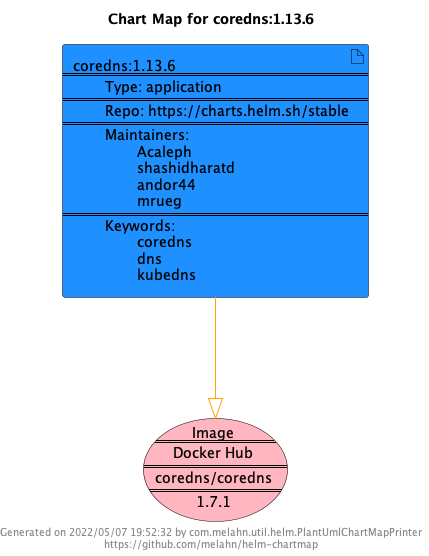 Chart Map for coredns:1.13.6
coredns:1.13.6
Type: application
Repo: https://charts.helm.sh/stable
Maintainers:
Acaleph
shashidharatd
andor44
mrueg
Keywords:
coredns
dns
kubedns
Image
Docker Hub
coredns/coredns
1.7.1
Generated on 2022/05/07 19:52:32 by com.melahn.util.helm.PlantUmlChartMapPrinter
https://github.com/melahn/helm-chartmap